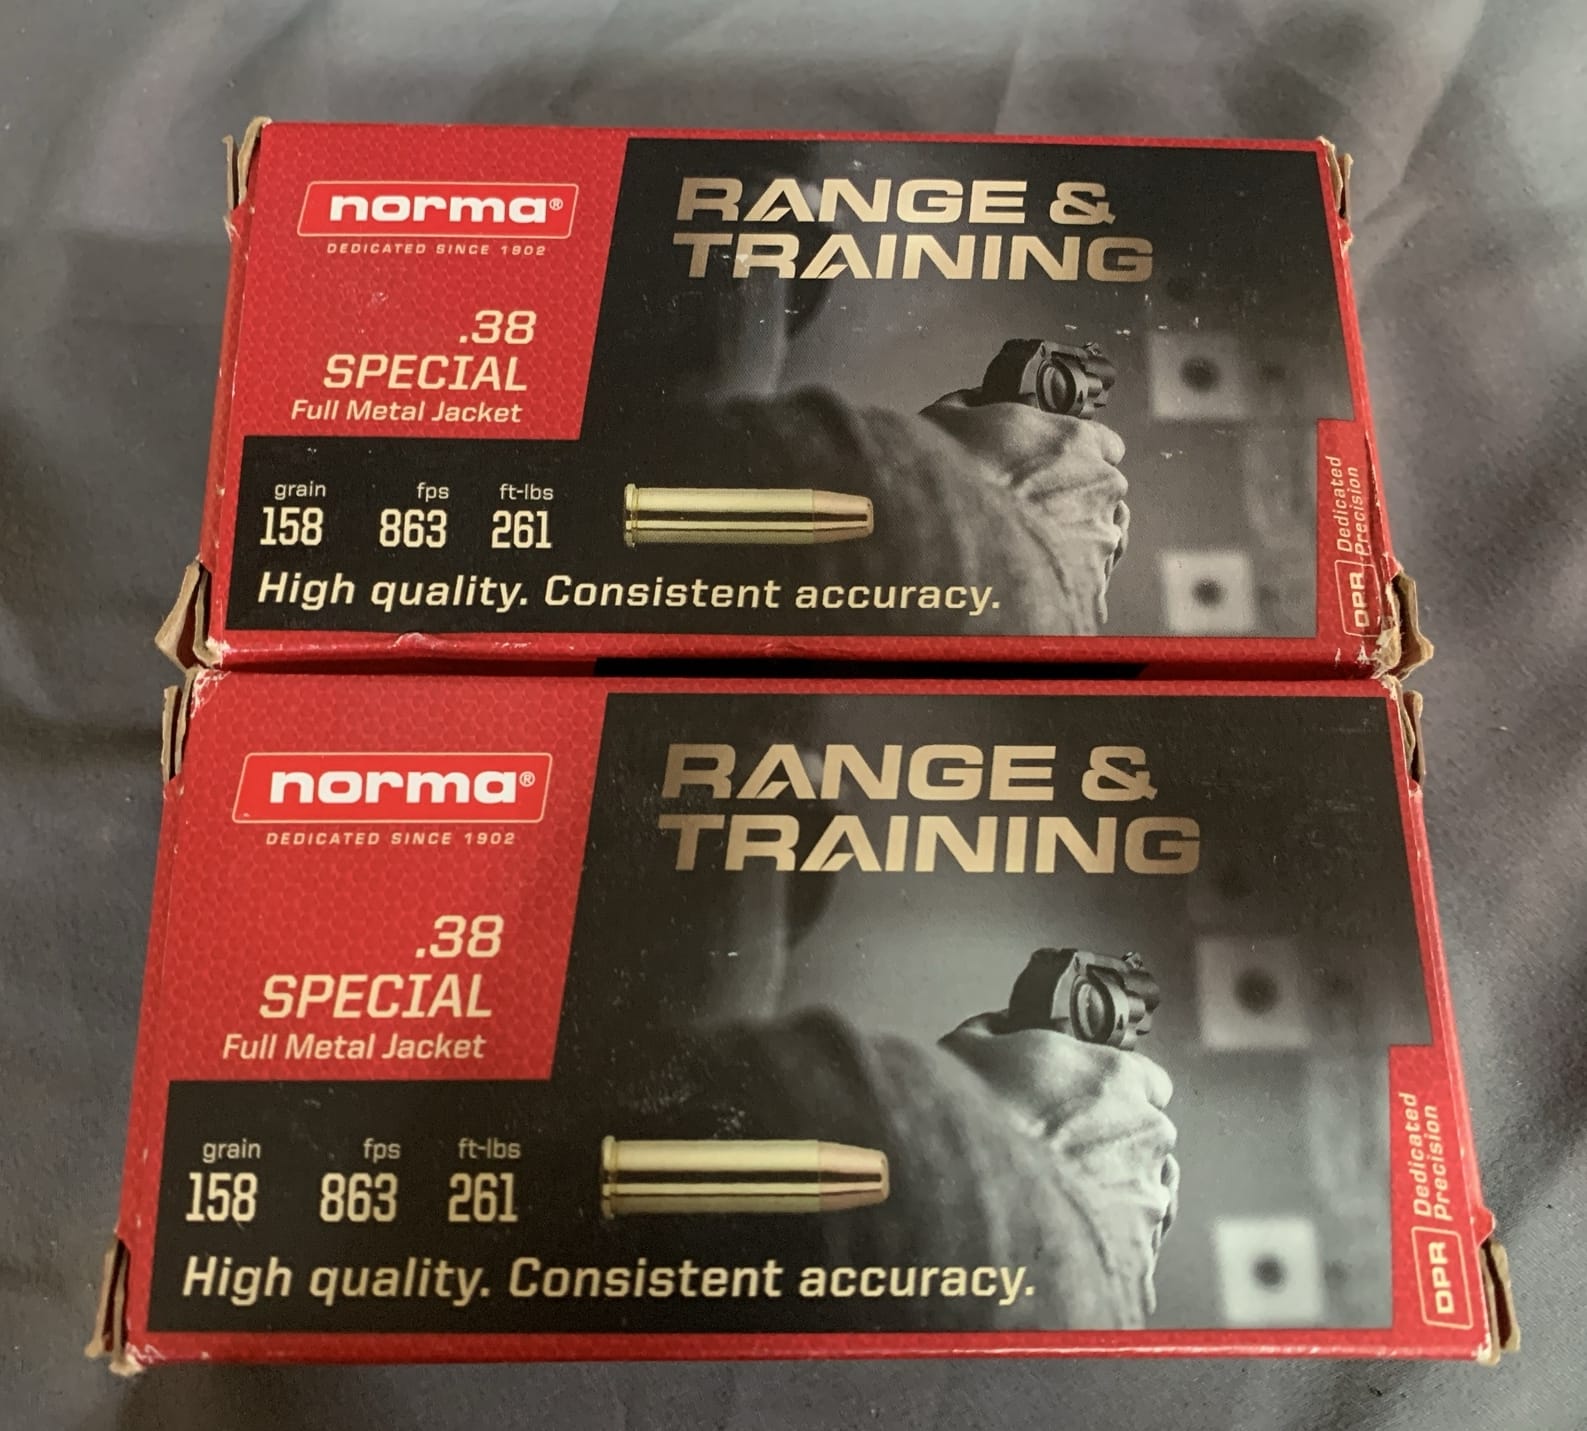 norma®
DEDICATED SINCE 1902
.38
SPECIAL
Full Metal Jacket
RANGE &
TRAINING
grain fps ft-lbs
158 863 261
High quality. Consistent accuracy.
DPR Dedicated
Precision
norma®
DEDICATED SINCE 1902
.38
SPECIAL
Full Metal Jacket
RANGE &
TRAINING
grain fps ft-lbs
158 863 261
High quality. Consistent accuracy.
DPR Dedicated
Precision